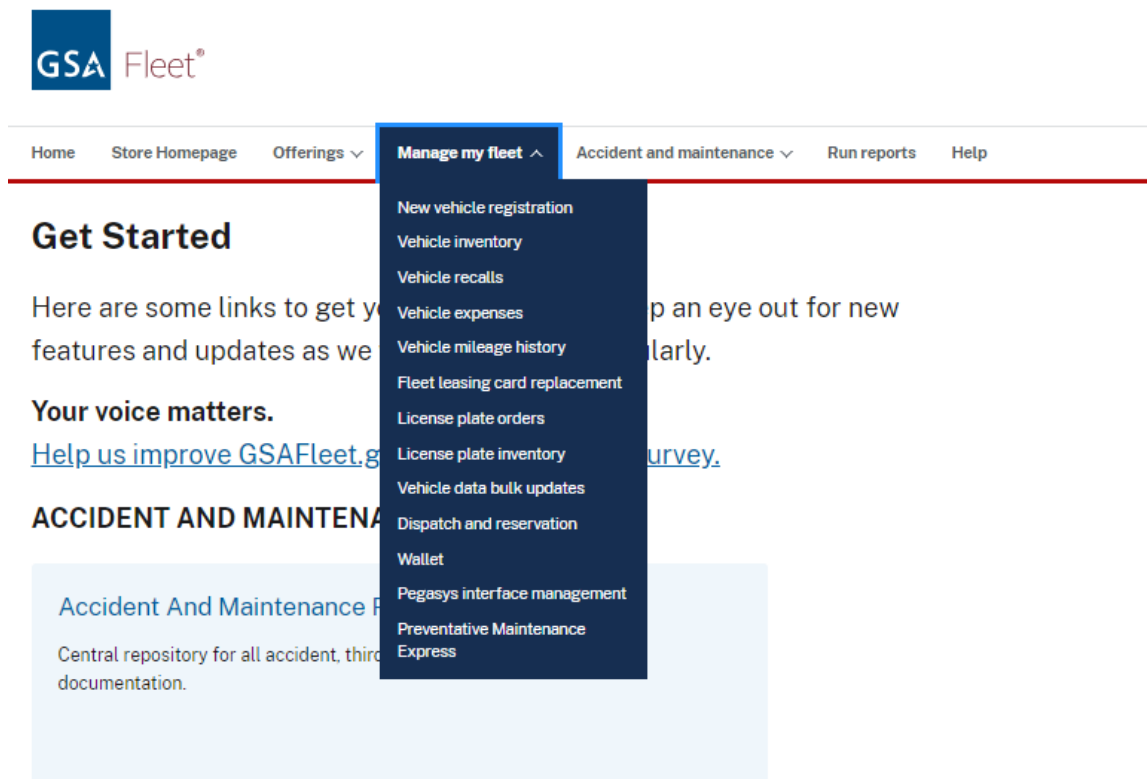 GSA Fleet®
Home Store Homepage Offerings Manage my fleet Accident and maintenance Run reports Help
New vehicle registration
Vehicle inventory
Vehicle recalls
Vehicle expenses
Vehicle mileage history
Fleet leasing card replacement
License plate orders
License plate inventory
Vehicle data bulk updates
Dispatch and reservation
Wallet
Pegasys interface management
Preventative Maintenance
Express
Get Started
Here are some links to get p an eye out for new
features and updates as we larly.
Your voice matters.
Help us improve GSAFleet.g urvey.
ACCIDENT AND MAINTENA
Accident And Maintenance
Central repository for all accident, third
documentation.